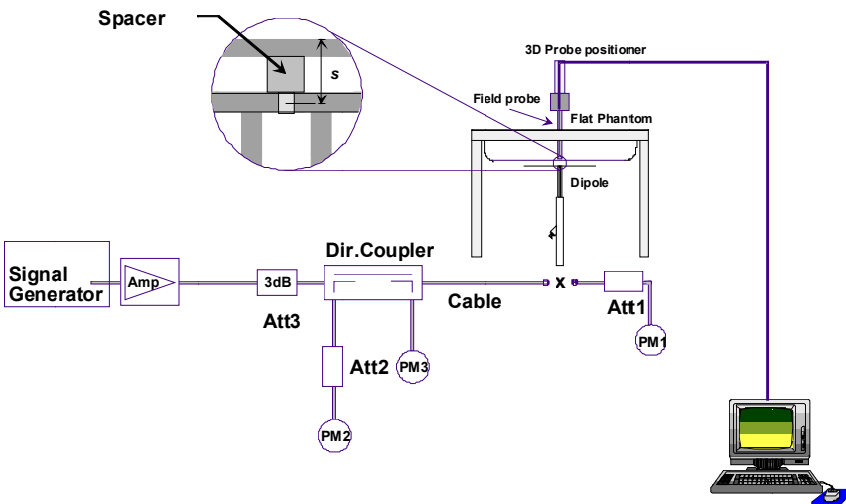 Spacer
s
3D Probe positioner
Field probe
Flat Phantom
Dipole
Dir.Coupler
Signal
Generator
Amp
3dB
Cable
x
Att1
Att3
PM1
Att2
PM3
PM2